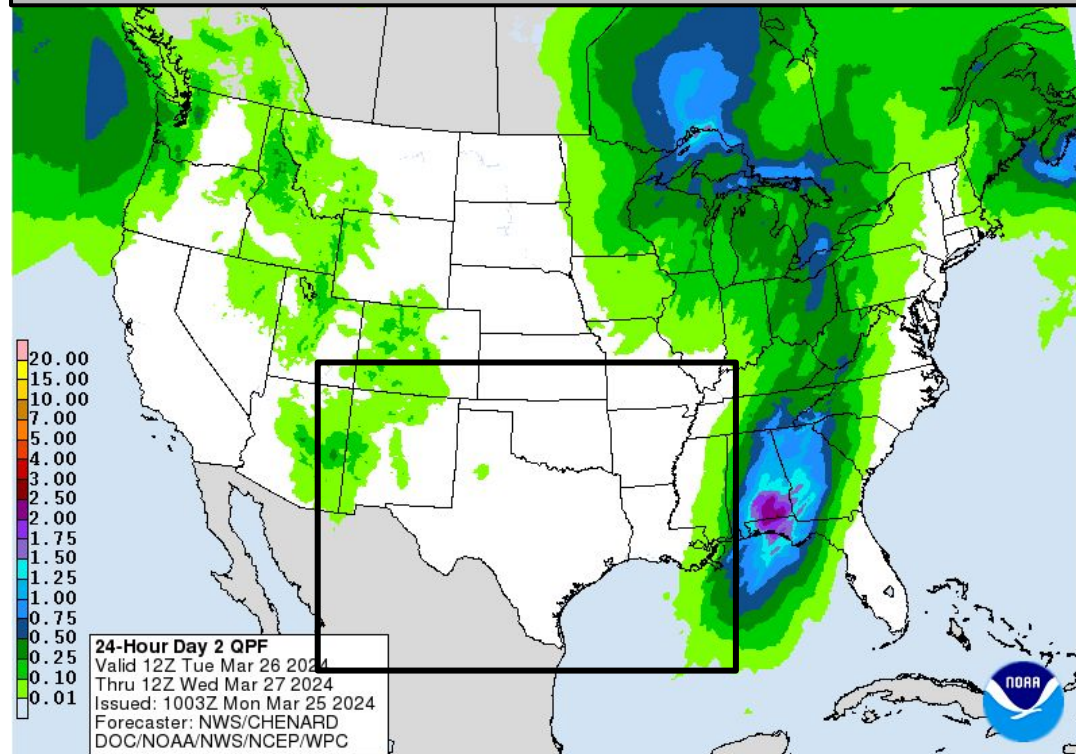 20.00
15.00
10.00
7.00
5.00
4.00
3.00
2.50
2.00
1.75
1.50
1.25
1.00
0.75
0.50
0.25
0.10
0.01
24-Hour Day 2 QPF
Valid 12Z Tue Mar 26 2024
Thru 12Z Wed Mar 27 2024
Issued: 1003Z Mon Mar 25 2024
Forecaster: NWS/CHENARD
DOC/NOAA/NWS/NCEP/WPC
NOAA